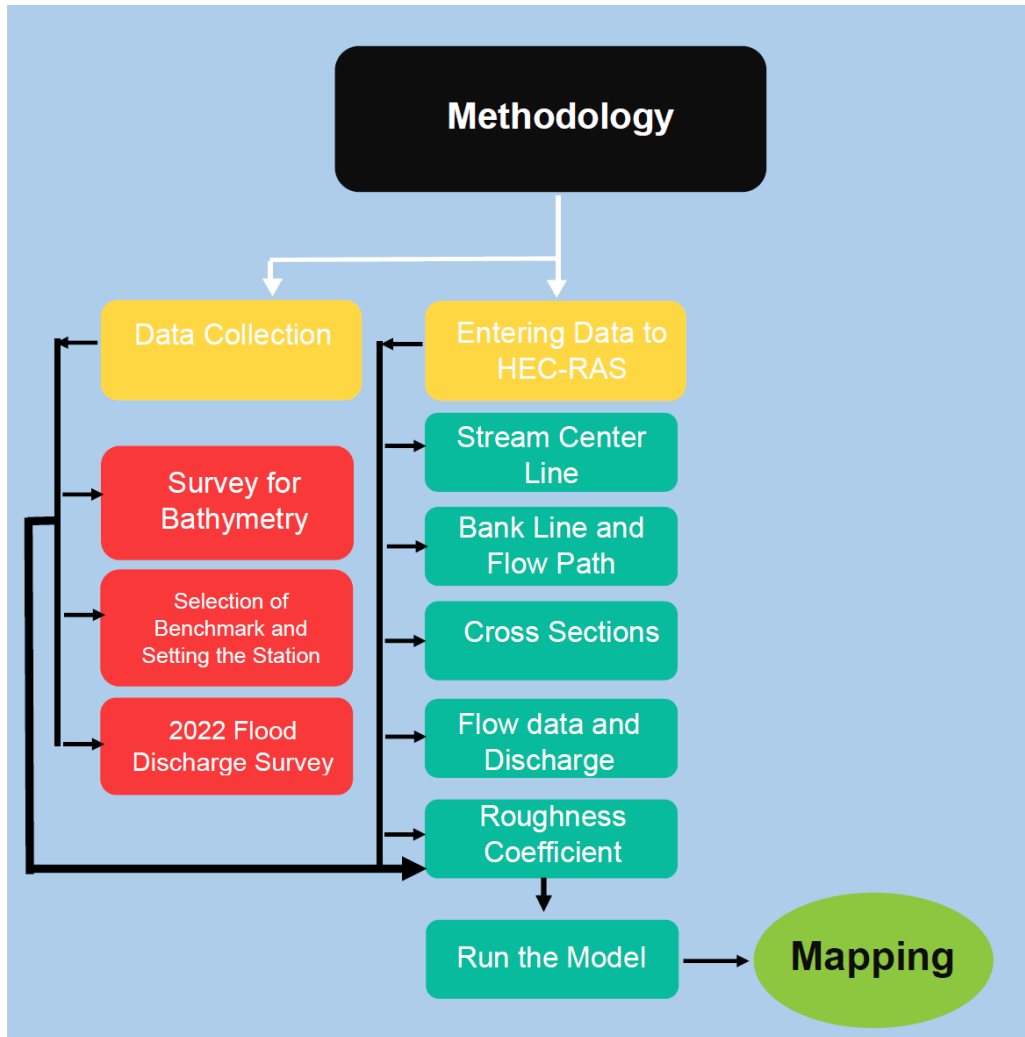 Methodology
Data Collection
Entering Data to
HEC-RAS
Survey for
Bathymetry
Selection of
Benchmark and
Setting the Station
2022 Flood
Discharge Survey
Stream Center
Line
Bank Line and
Flow Path
Cross Sections
Flow data and
Discharge
Roughness
Coefficient
Run the Model
Mapping